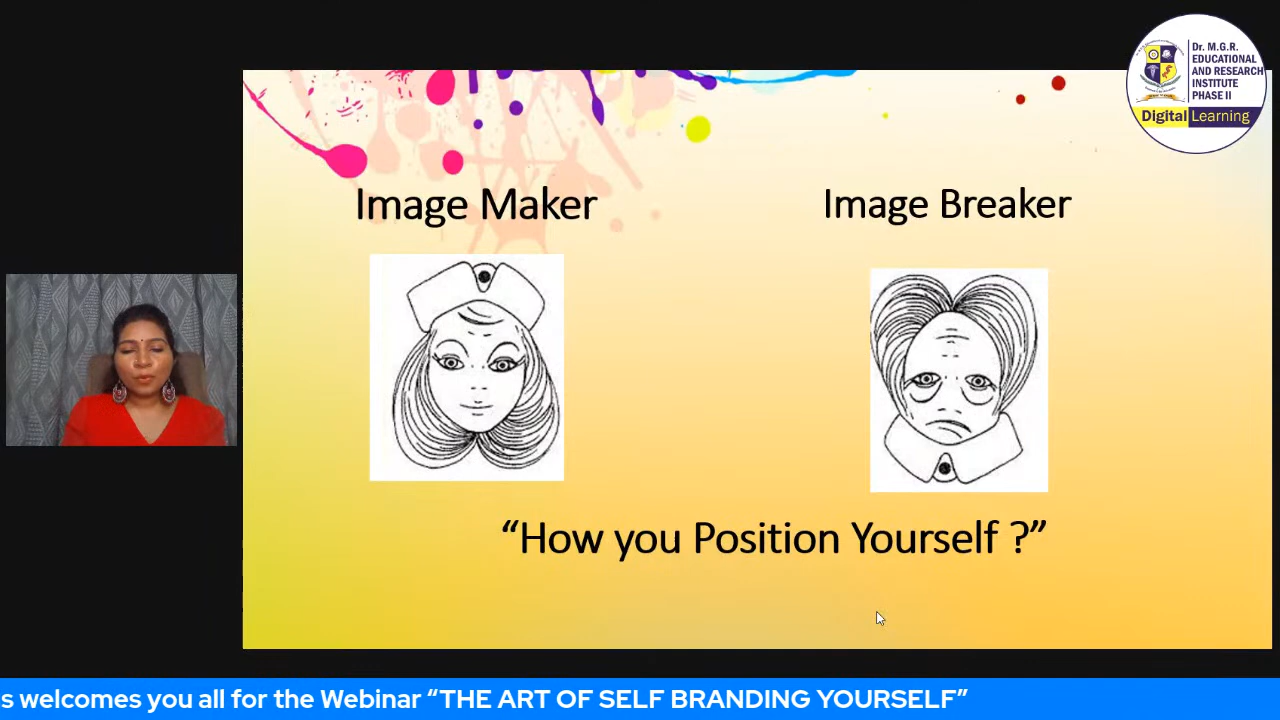 Dr. M.G.R.
EDUCATIONAL
AND RESEARCH
INSTITUTE
PHASE II
Digital Learning
Image Maker
Image Breaker
“How you Position Yourself ?”
s welcomes you all for the Webinar “THE ART OF SELF BRANDING YOURSELF”